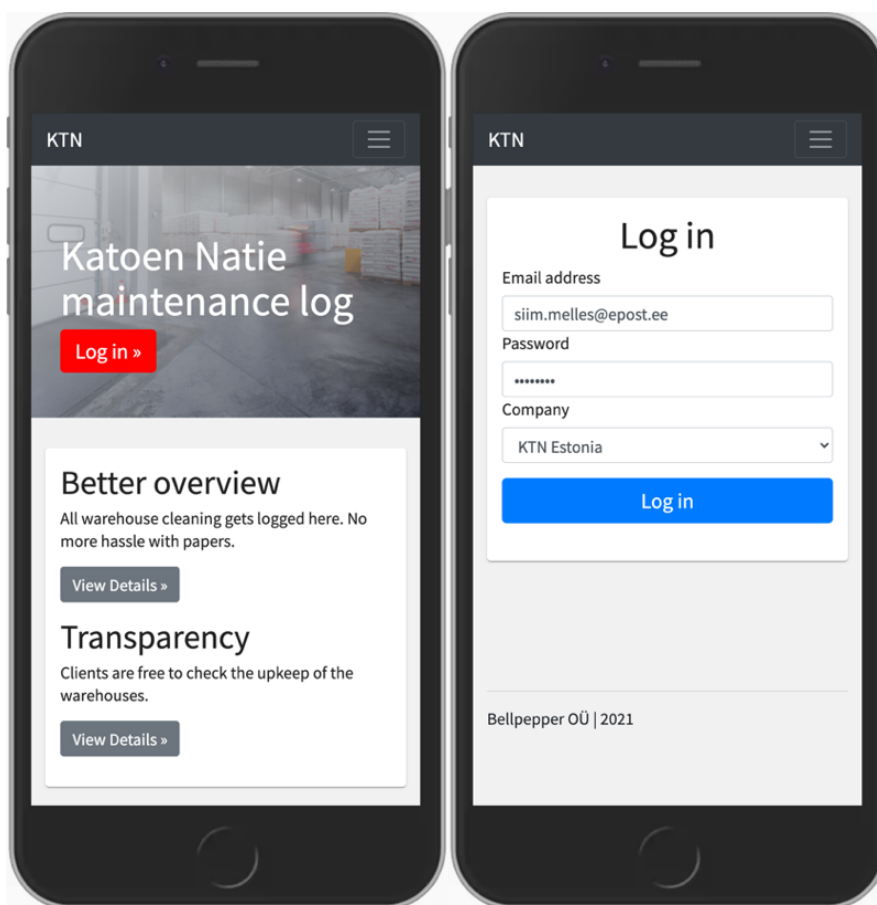 KTN
Katoen Natie
maintenance log
Log in »
Better overview
All warehouse cleaning gets logged here. No
more hassle with papers.
View Details »
Transparency
Clients are free to check the upkeep of the
warehouses.
View Details »
KTN
Log in
Email address
siim.melles@epost.ee
Password
••••••••
Company
KTN Estonia
Log in
Bellpepper OÜ | 2021